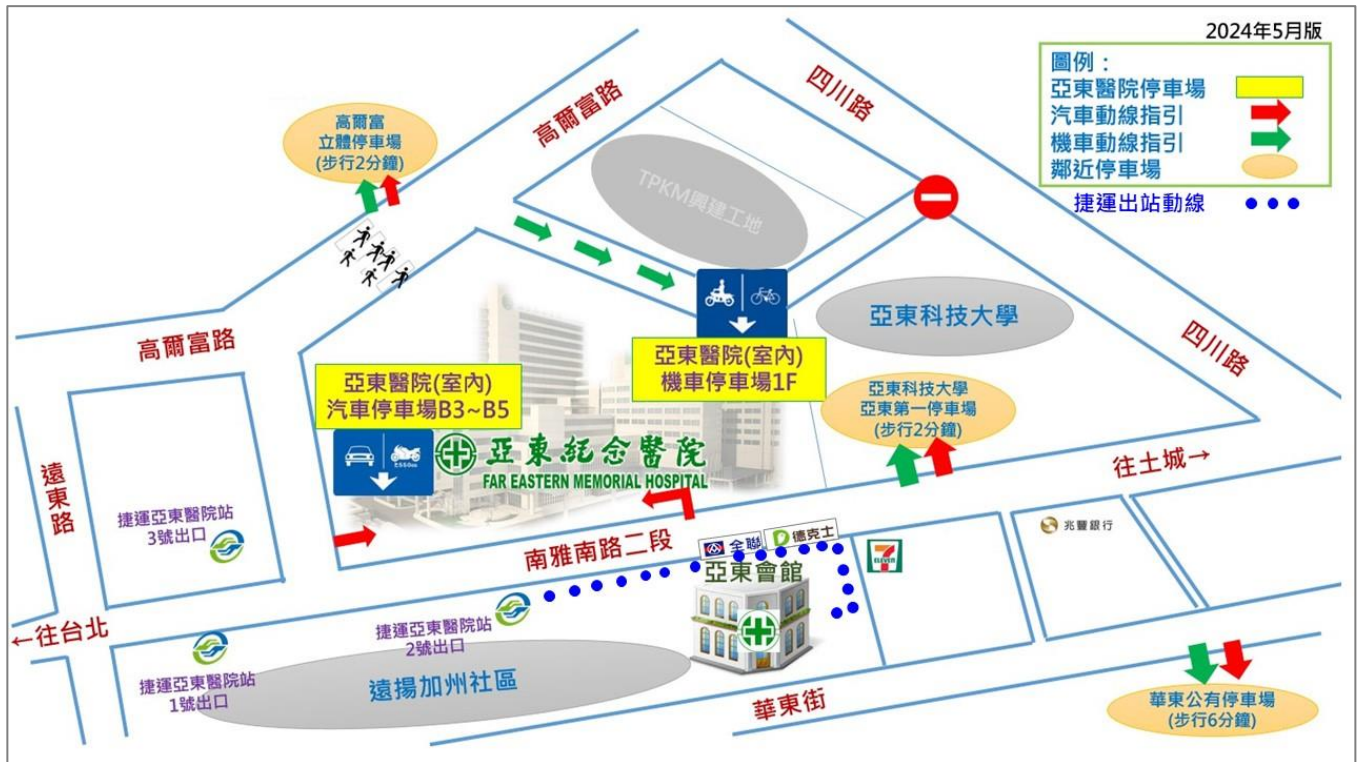 2024年5月版
圖例：
亞東醫院停車場
汽車動線指引
機車動線指引
鄰近停車場
捷運出站動線
四川路
高爾富路
高爾富
立體停車場
(步行2分鐘)
TPKM興建工地
亞東科技大學
四川路
高爾富路
亞東醫院(室內)
機車停車場1F
亞東醫院(室內)
汽車停車場B3~B5
亞東科技大學
亞東第一停車場
(步行2分鐘)
亞東紀念醫院
FAR EASTERN MEMORIAL HOSPITAL
往土城→
遠東路
捷運亞東醫院站
3號出口
南雅南路二段
全聯
德克士
兆豐銀行
7
ELEVEN
亞東會館
←往台北
捷運亞東醫院站
2號出口
捷運亞東醫院站
1號出口
遠揚加州社區
華東街
華東公有停車場
(步行6分鐘)